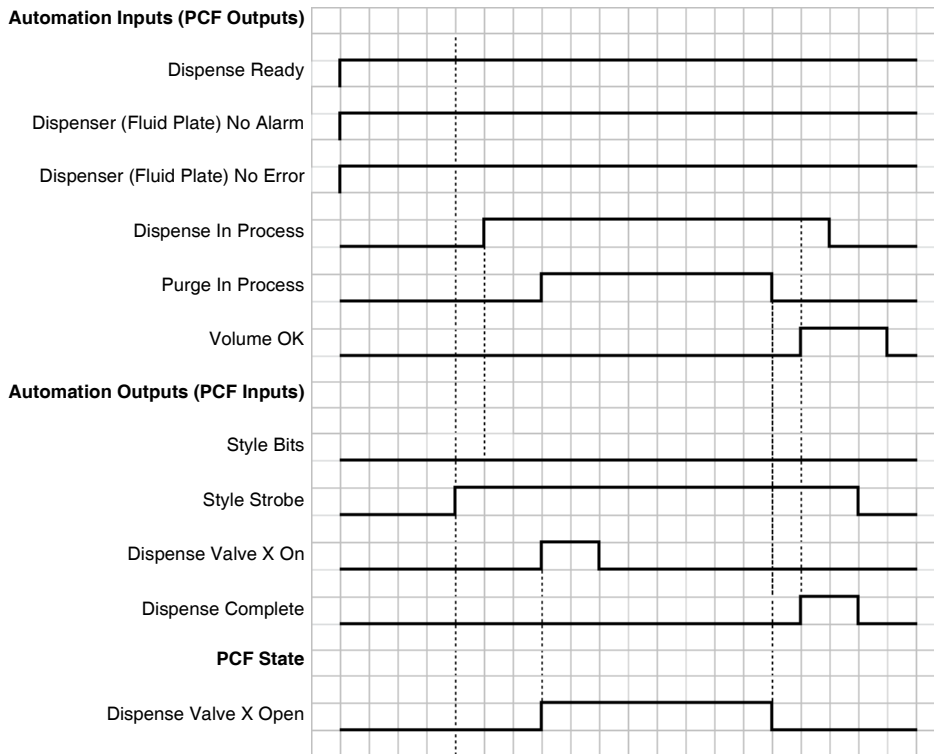 Automation Inputs (PCF Outputs)
Dispense Ready
Dispenser (Fluid Plate) No Alarm
Dispenser (Fluid Plate) No Error
Dispense In Process
Purge In Process
Volume OK
Automation Outputs (PCF Inputs)
Style Bits
Style Strobe
Dispense Valve X On
Dispense Complete
PCF State
Dispense Valve X Open